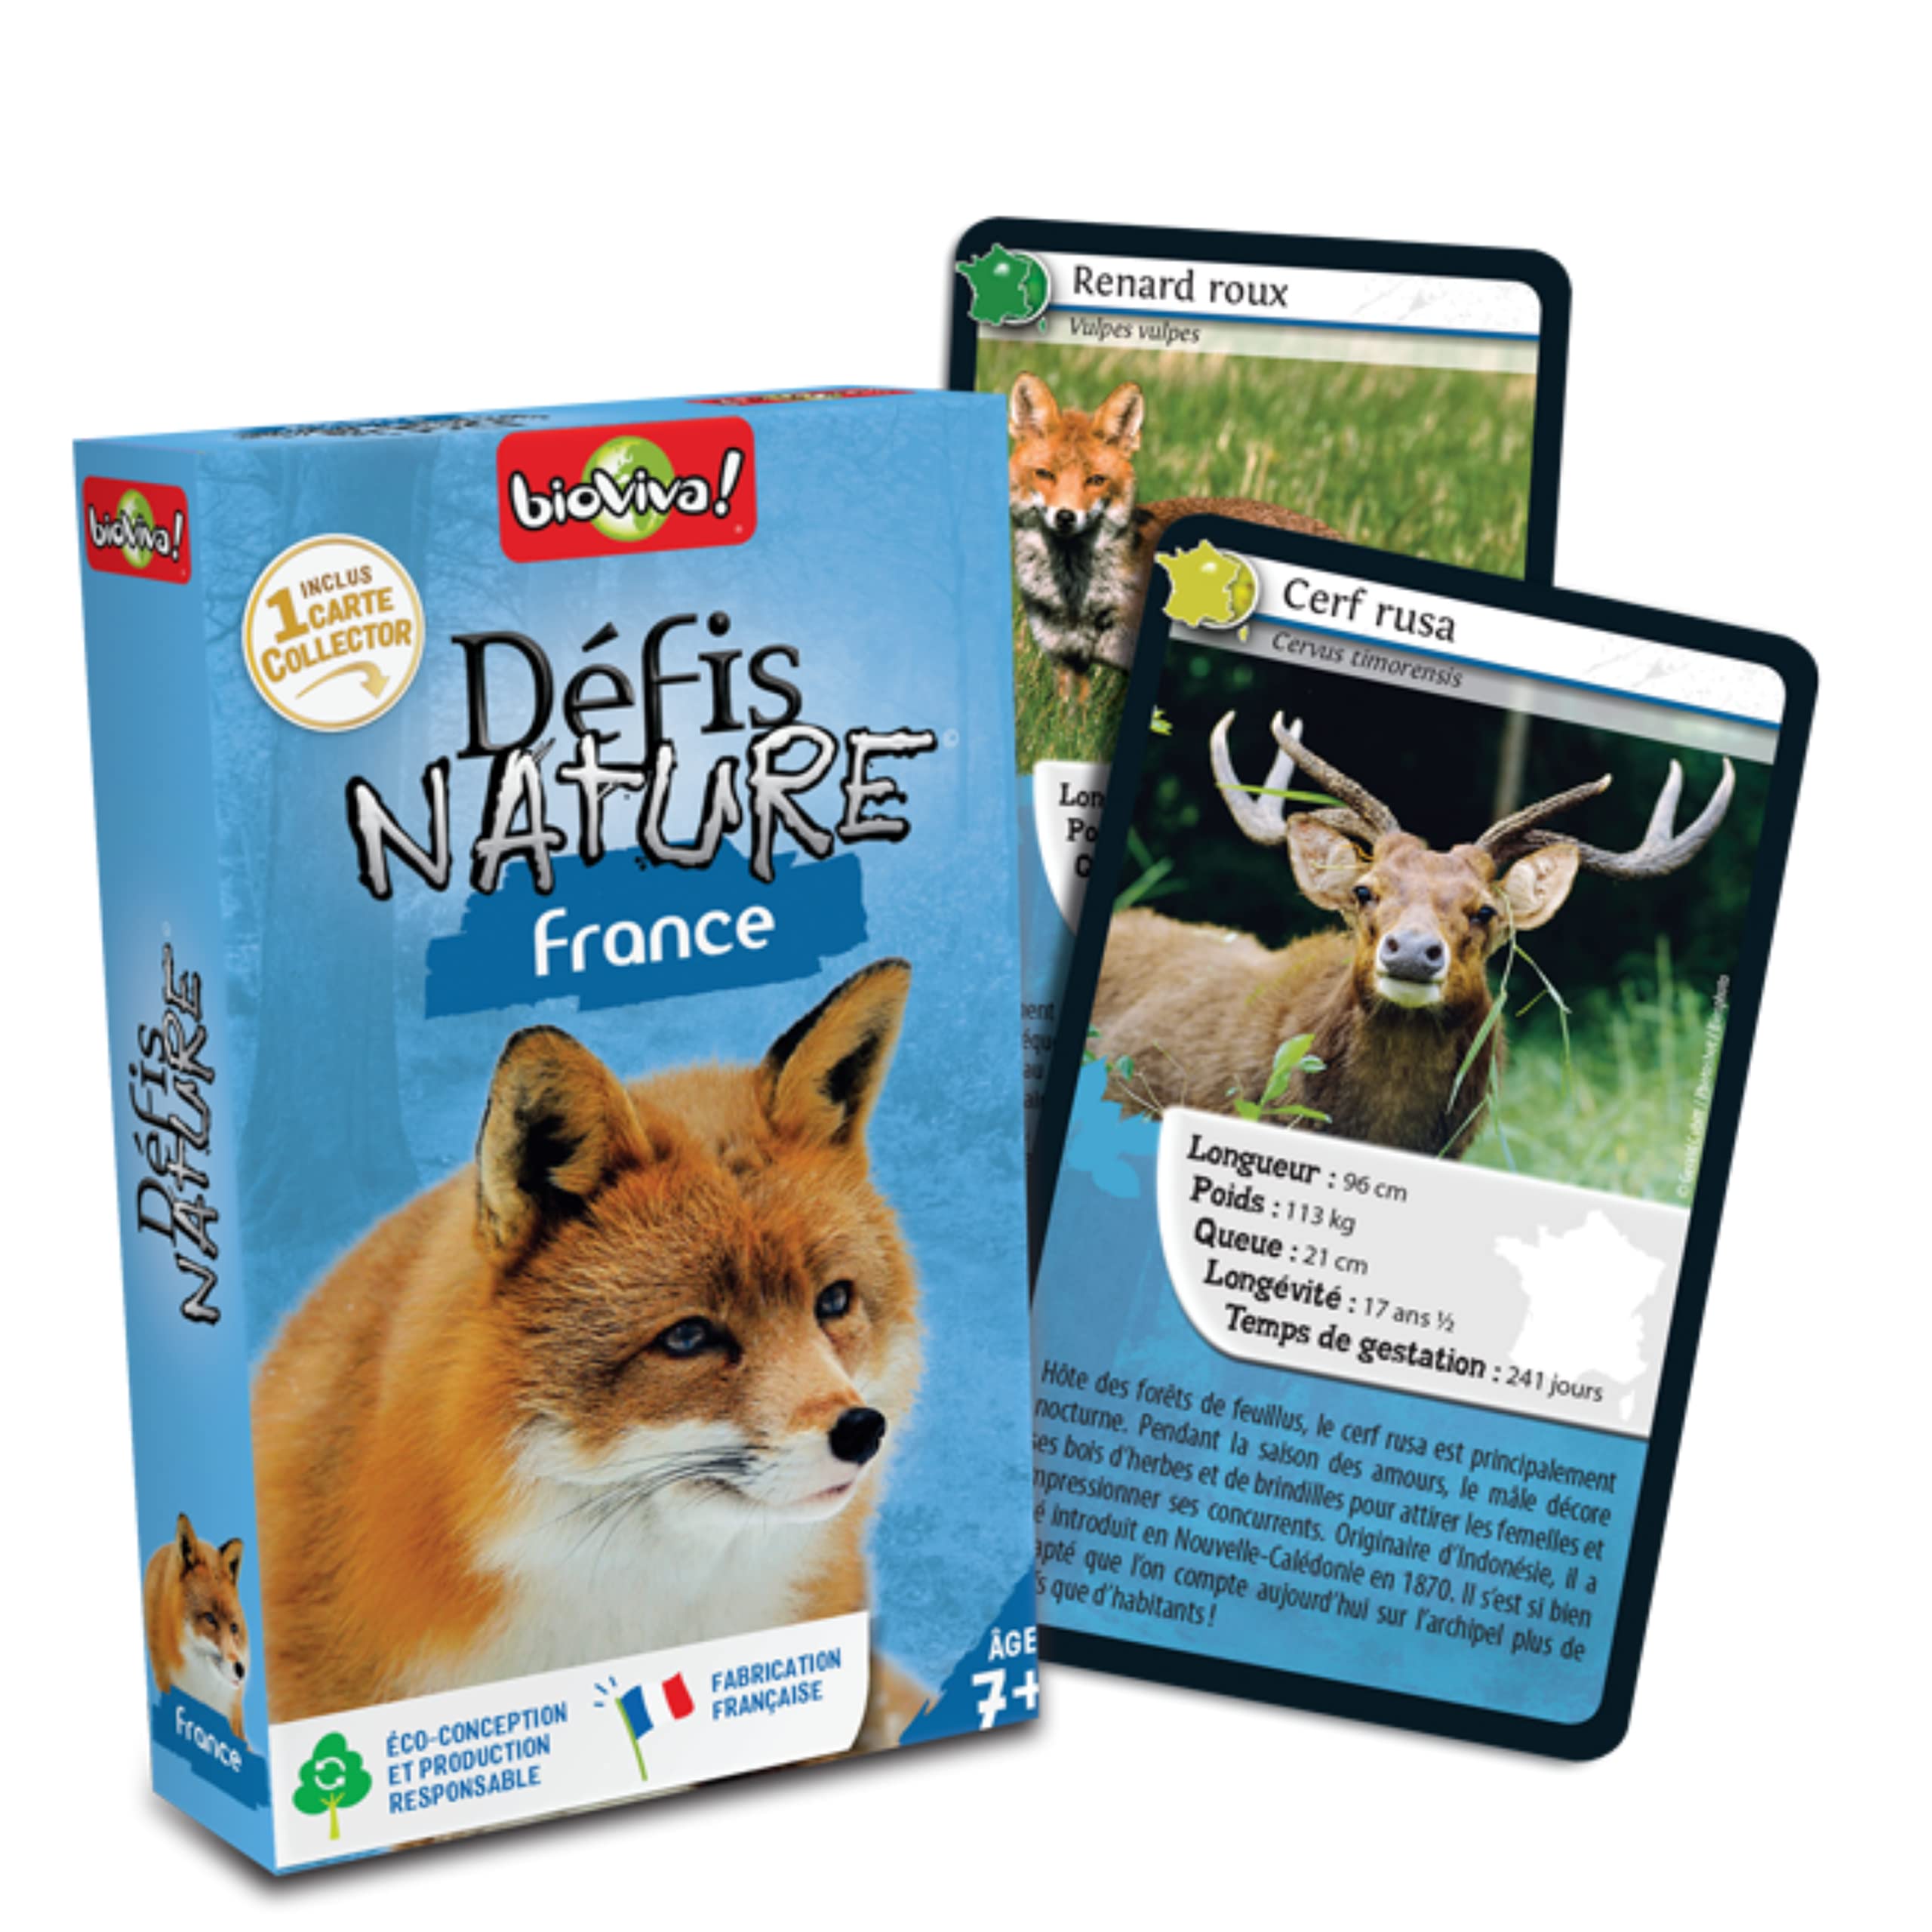 bioviva!
bioviva!
INCLUS
1 CARTE
COLLECTOR
Défis
NATURE
france
Défis
NATURE
france
ÉCO-CONCEPTION
ET PRODUCTION
RESPONSABLE
FABRICATION
FRANÇAISE
ÂGE
7+
Renard roux
Vulpes vulpes
Lon
Po
Cerf rusa
Cervus timorensis
Longueur : 96 cm
Poids : 113 kg
Queue : 21 cm
Longévité : 17 ans ½
Temps de gestation : 241 jours
Hôte des forêts de feuillus, le cerf rusa est principalement
nocturne. Pendant la saison des amours, le mâle décore
es bois d'herbes et de brindilles pour attirer les femelles et
mpressionner ses concurrents. Originaire d'Indonésie, il a
é introduit en Nouvelle-Calédonie en 1870. Il s'est si bien
apté que l'on compte aujourd'hui sur l'archipel plus de
s que d'habitants !